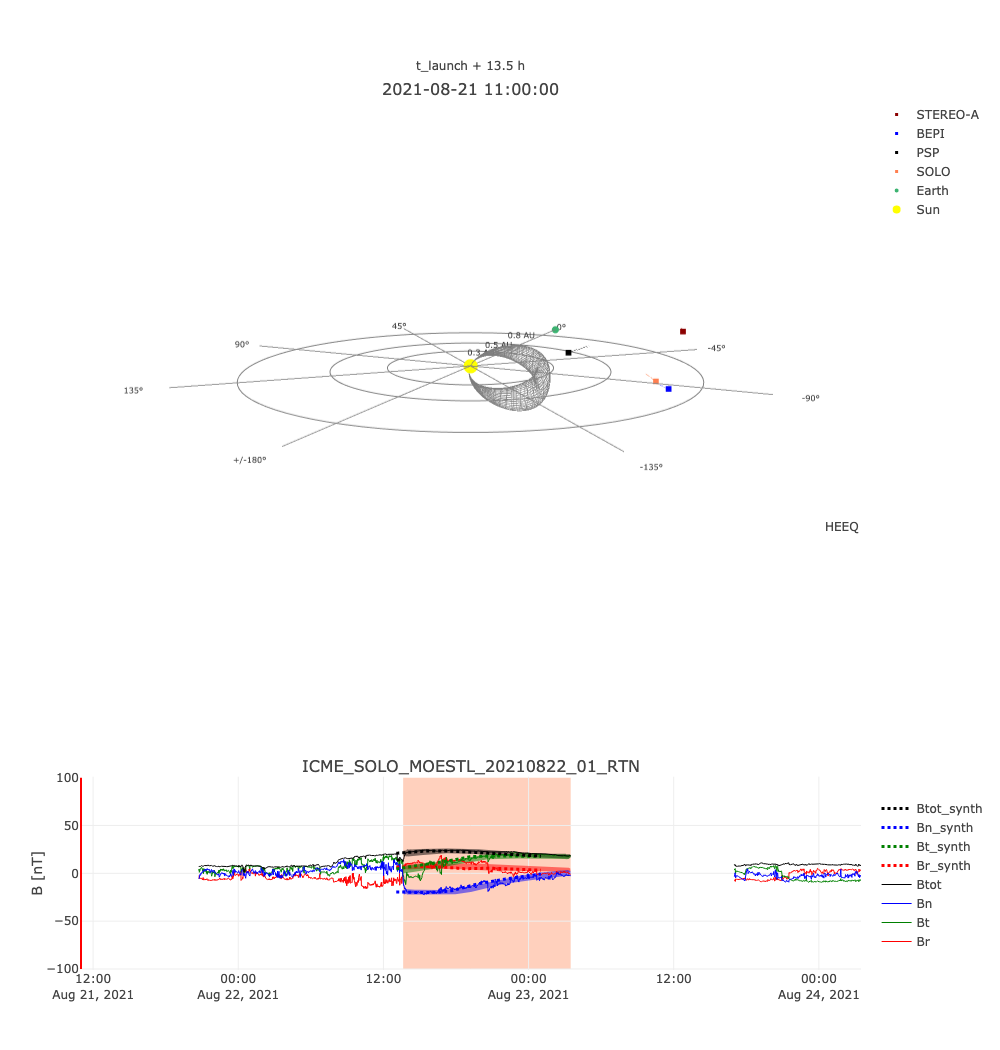 t_launch + 13.5 h
2021-08-21 11:00:00
STEREO-A
BEPI
PSP
SOLO
Earth
Sun
45°
0°
0.8 AU
90°
0.5 AU
-45°
0.3
135°
-90°
+/-180°
-135°
HEEQ
ICME_SOLO_MOESTL_20210822_01_RTN
B [nT]
100
50
0
−50
−100
12:00
00:00
12:00
00:00
12:00
00:00
Aug 21, 2021
Aug 22, 2021
Aug 23, 2021
Aug 24, 2021
Btot_synth
Bn_synth
Bt_synth
Br_synth
Btot
Bn
Bt
Br